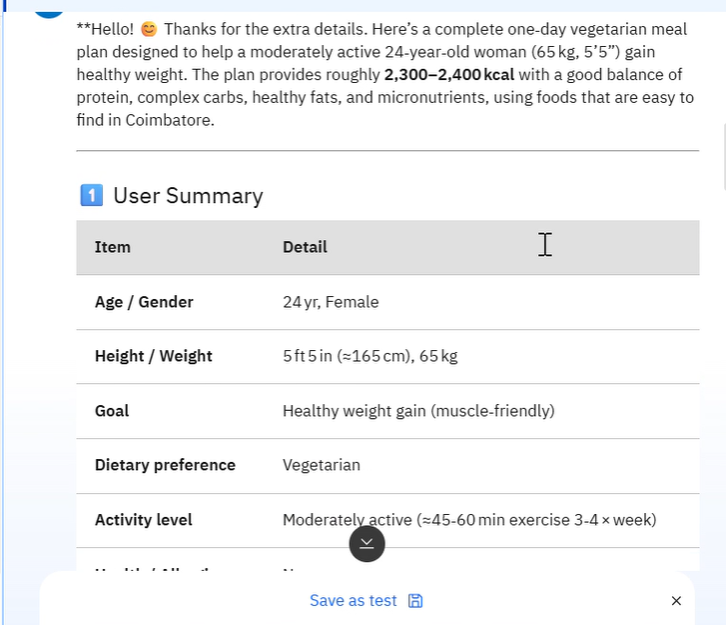 **Hello! 😊 Thanks for the extra details. Here’s a complete one-day vegetarian meal
plan designed to help a moderately active 24-year-old woman (65 kg, 5’5”) gain
healthy weight. The plan provides roughly 2,300–2,400 kcal with a good balance of
protein, complex carbs, healthy fats, and micronutrients, using foods that are easy to
find in Coimbatore.
1️⃣ User Summary
Item Detail
Age / Gender 24 yr, Female
Height / Weight 5 ft 5 in (≈165 cm), 65 kg
Goal Healthy weight gain (muscle-friendly)
Dietary preference Vegetarian
Activity level Moderately active (≈45-60 min exercise 3-4 × week)
Save as test